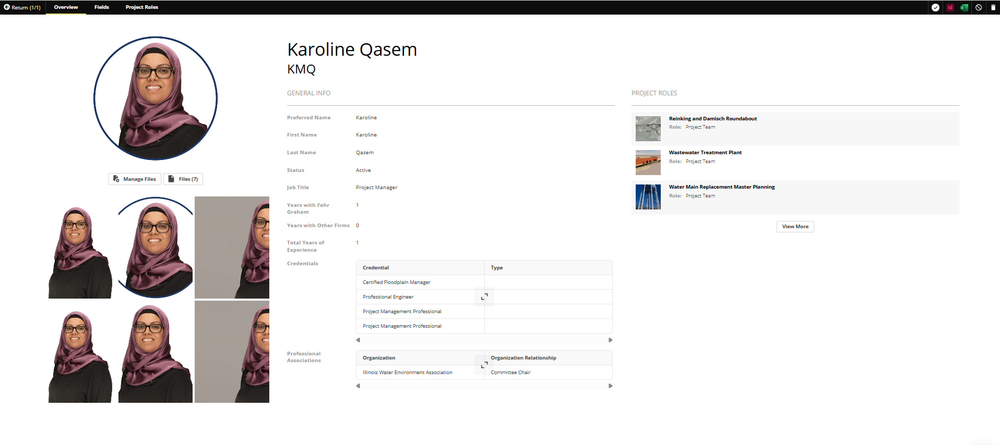 Return (1/1)
Overview
Fields
Project Roles
Id
Karoline Qasem
KMQ
GENERAL INFO
Preferred Name Karoline
First Name Karoline
Last Name Qasem
Status Active
Job Title Project Manager
Years with Fehr
Graham 1
Years with Other Firms 0
Total Years of
Experience 1
Credentials
Credential Type
Certified Floodplain Manager
Professional Engineer
Project Management Professional
Project Management Professional
Professional
Associations
Organization Organization Relationship
Illinois Water Environment Association Committee Chair
PROJECT ROLES
Reinking and Damisch Roundabout
Role: Project Team
Wastewater Treatment Plant
Role: Project Team
Water Main Replacement Master Planning
Role: Project Team
View More
Manage Files
Files (7)